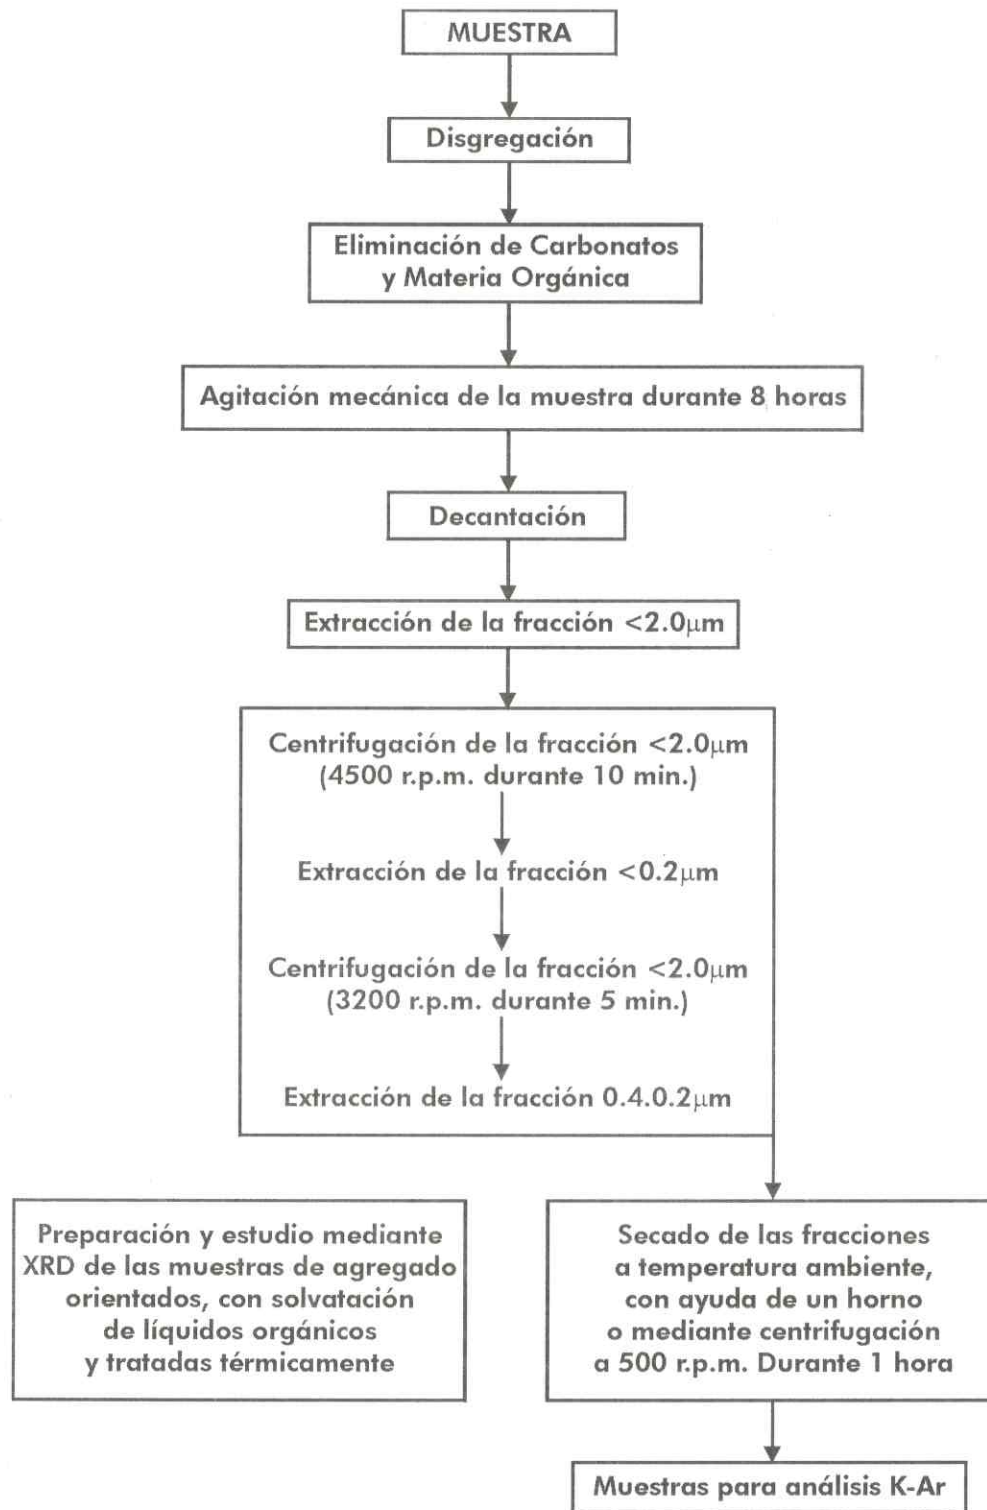 MUESTRA
Disgregación
Eliminación de Carbonatos
y Materia Orgánica
Agitación mecánica de la muestra durante 8 horas
Decantación
Extracción de la fracción <2.0µm
Centrifugación de la fracción <2.0µm
(4500 r.p.m. durante 10 min.)
Extracción de la fracción <0.2µm
Centrifugación de la fracción <2.0µm
(3200 r.p.m. durante 5 min.)
Extracción de la fracción 0.4.0.2µm
Preparación y estudio mediante
XRD de las muestras de agregado
orientados, con solvatación
de líquidos orgánicos
y tratadas térmicamente
Secado de las fracciones
a temperatura ambiente,
con ayuda de un horno
o mediante centrifugación
a 500 r.p.m. Durante 1 hora
Muestras para análisis K-Ar